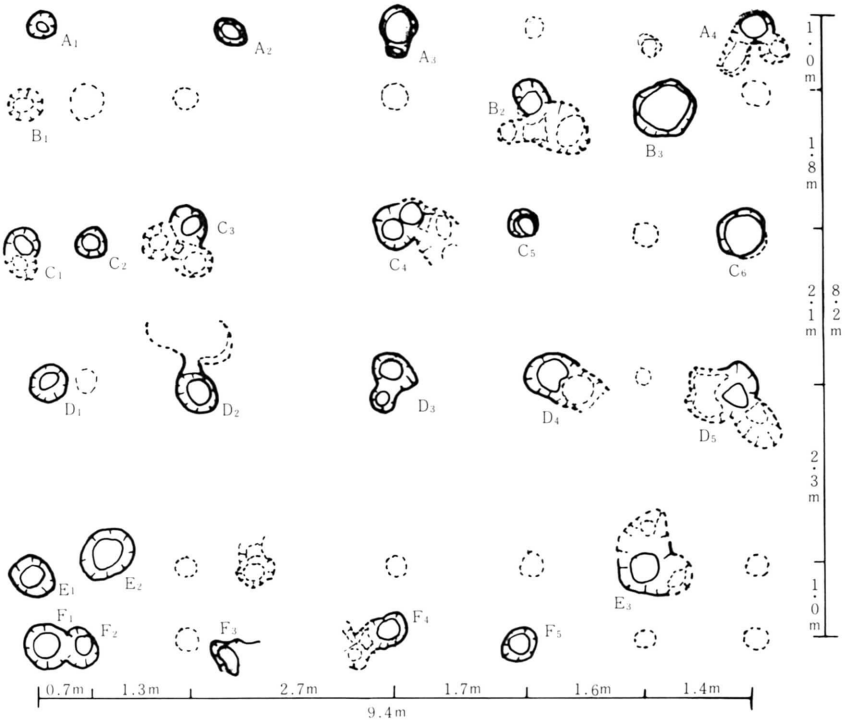 A₁
A₂
A₃
A₄
B₁
B₂
B₃
C₁
C₂
C₃
C₄
C₅
C₆
D₁
D₂
D₃
D₄
D₅
E₁
E₂
E₃
F₁
F₂
F₃
F₄
F₅
1.0m
1.8m
2.1m
2.3m
1.0m
8.2m
0.7m 1.3m 2.7m 1.7m 1.6m 1.4m
9.4m